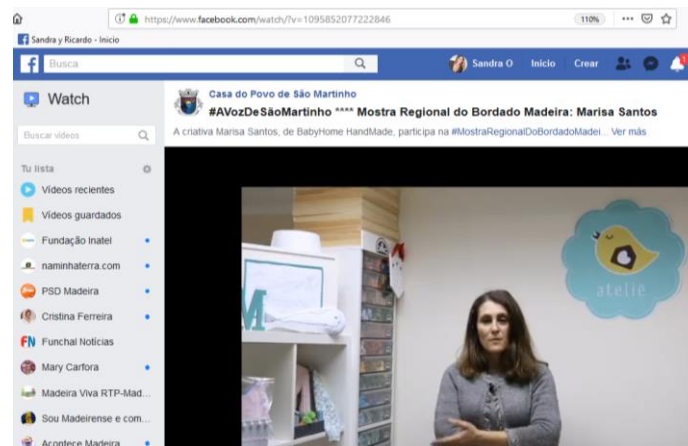 https://www.facebook.com/watch/?v=1095852077222846
110%
Sandra y Ricardo - Inicio
f
Busca
Sandra O
Inicio
Crear
1
Watch
Buscar vídeos
Tu lista
Vídeos recientes
Vídeos guardados
Fundação Inatel
naminhaterra.com
PSD Madeira
Cristina Ferreira
FN
Funchal Notícias
Mary Carfora
Madeira Viva RTP-Mad...
Sou Madeirense e com...
Acontece Madeira
Casa do Povo de São Martinho
#AVozDeSãoMartinho **** Mostra Regional do Bordado Madeira: Marisa Santos
A criativa Marisa Santos, de BabyHome HandMade, participa na #MostraRegionalDoBordadoMadei... Ver más
M
ateliê